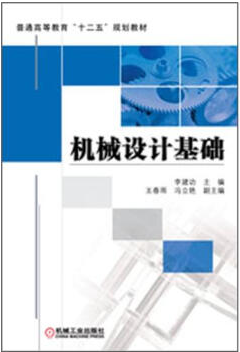 普通高等教育“十二五”规划教材
机械设计基础
李建功 主编
王春雨 冯立艳 副主编
机械工业出版社
CHINA MACHINE PRESS